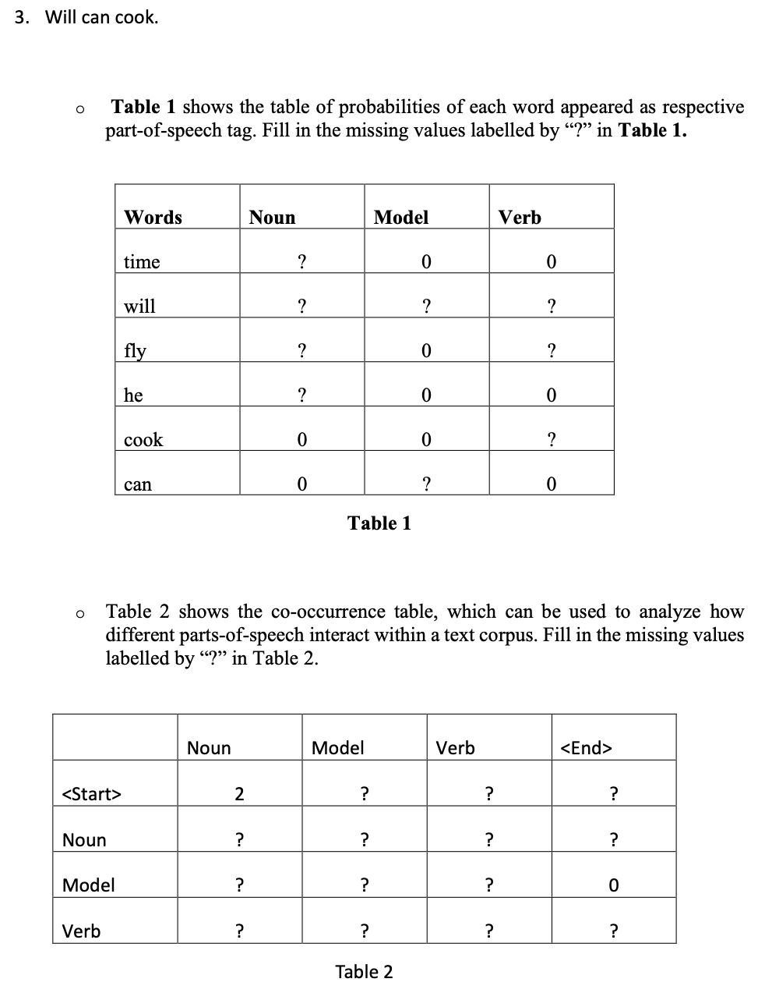 3. Will can cook.
o Table 1 shows the table of probabilities of each word appeared as respective
part-of-speech tag. Fill in the missing values labelled by “?” in Table 1.
Words Noun Model Verb
time ? 0 0
will ? ? ?
fly ? 0 ?
he ? 0 0
cook 0 0 ?
can 0 ? 0
Table 1
o Table 2 shows the co-occurrence table, which can be used to analyze how
different parts-of-speech interact within a text corpus. Fill in the missing values
labelled by “?” in Table 2.
Noun Model Verb <End>
<Start> 2 ? ? ?
Noun ? ? ? ?
Model ? ? ? 0
Verb ? ? ? ?
Table 2